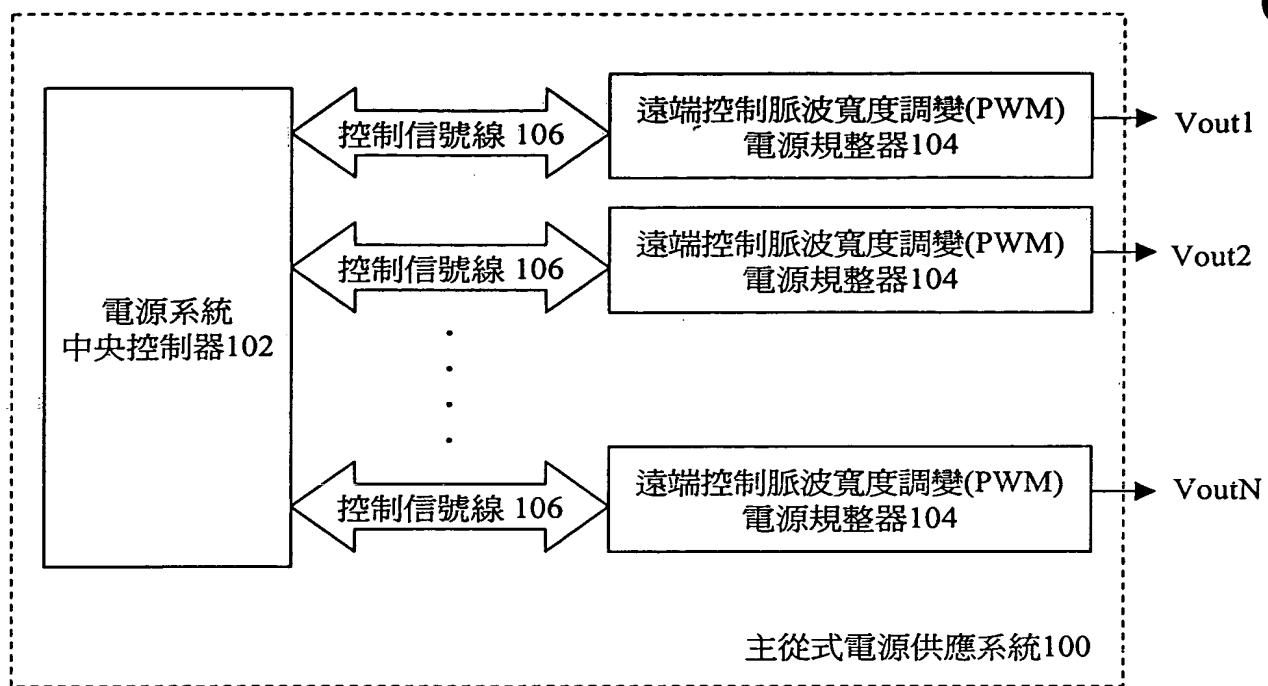 遠端控制脈波寬度調變(PWM)
電源規整器104
控制信號線 106
Vout1
遠端控制脈波寬度調變(PWM)
電源規整器104
控制信號線 106
Vout2
電源系統
中央控制器102
遠端控制脈波寬度調變(PWM)
電源規整器104
控制信號線 106
VoutN
主從式電源供應系統100